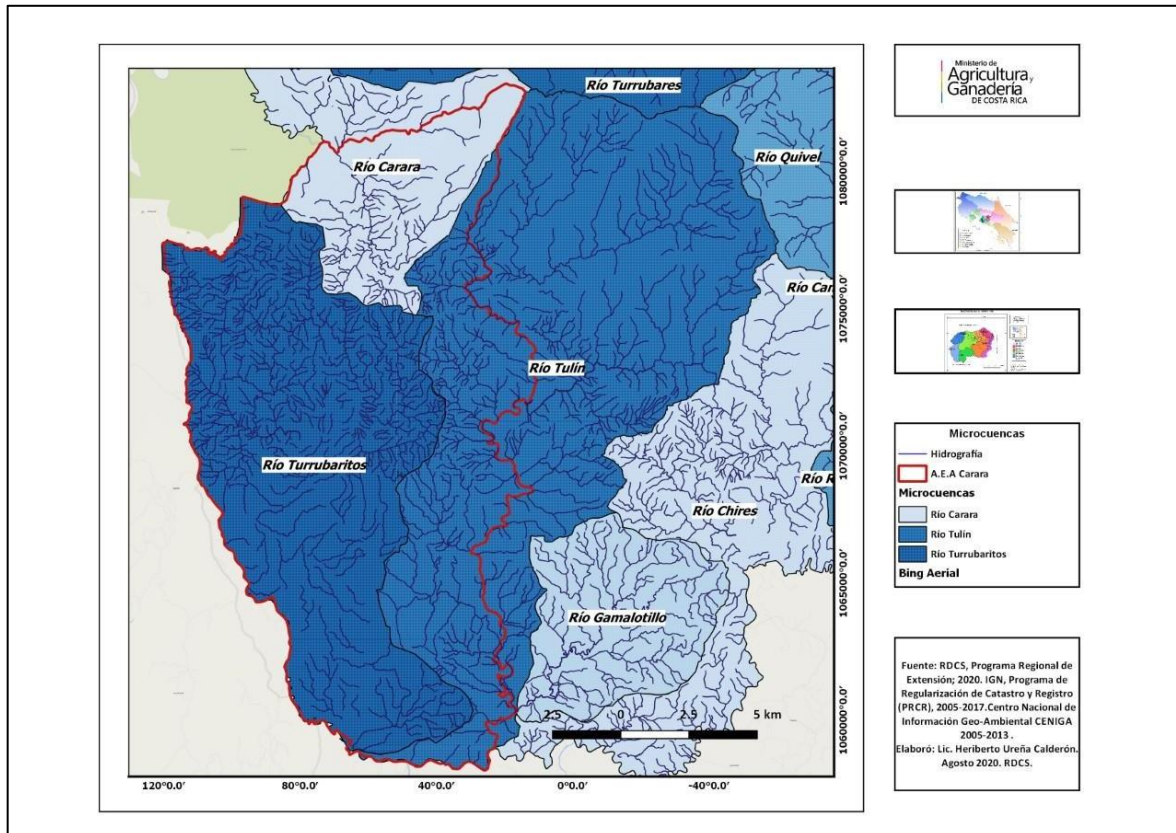 Río Turrubares
Río Carara
Río Quivel
Río Car
Río Tulín
Río Turrubaritos
Río R
Río Chires
Río Gamalotillo
2.5 0 2.5 5 km
120°0.0' 80°0.0' 40°0.0' 0°0.0' -40°0.0'
1080000°0.0'
1075000°0.0'
1070000°0.0'
1065000°0.0'
1060000°0.0'
Ministerio de
Agricultura y
Ganadería
DE COSTA RICA
Microcuencas
Hidrografía
A.E.A Carara
Microcuencas
Río Carara
Río Tulín
Río Turrubaritos
Bing Aerial
Fuente: RDCS, Programa Regional de
Extensión; 2020. IGN, Programa de
Regularización de Catastro y Registro
(PRCR), 2005-2017.Centro Nacional de
Información Geo-Ambiental CENIGA
2005-2013 .
Elaboró: Lic. Heriberto Ureña Calderón.
Agosto 2020. RDCS.